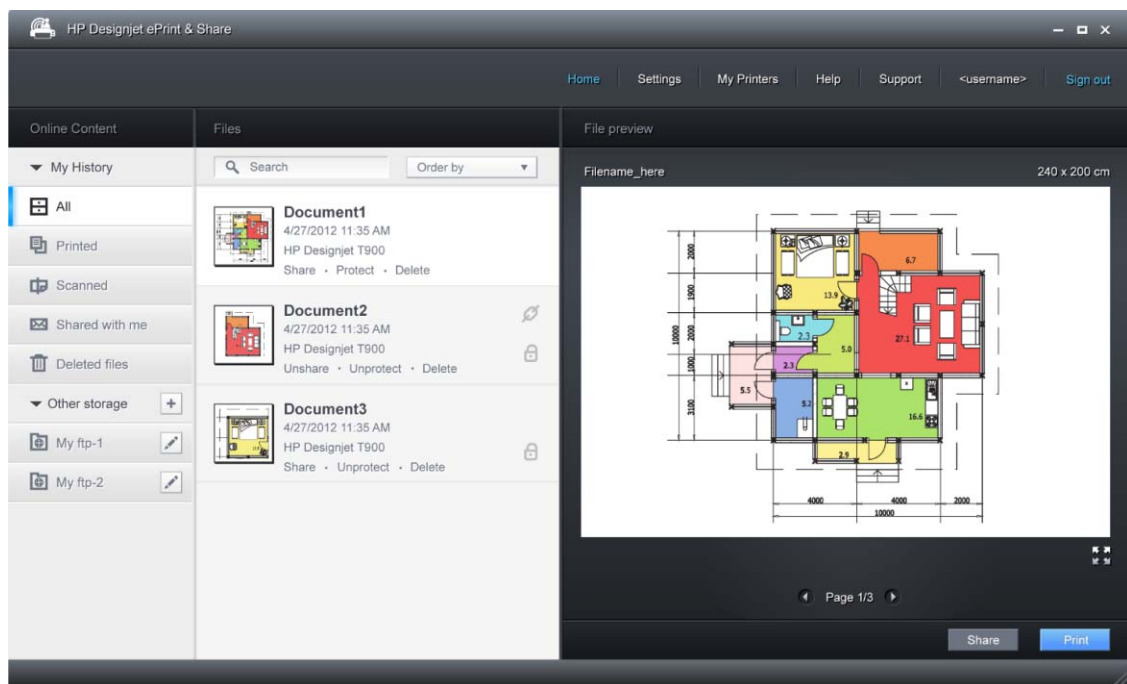 HP Designjet ePrint & Share
Home Settings My Printers Help Support <username> Sign out
Online Content
My History
All
Printed
Scanned
Shared with me
Deleted files
Other storage
My ftp-1
My ftp-2
Files
Search
Order by
Document1
4/27/2012 11:35 AM
HP Designjet T900
Share · Protect · Delete
Document2
4/27/2012 11:35 AM
HP Designjet T900
Unshare · Unprotect · Delete
Document3
4/27/2012 11:35 AM
HP Designjet T900
Share · Unprotect · Delete
File preview
Filename_here 240 x 200 cm
2000
1900
10000
2000
1000
3100
6.7
13.9
2.3
5.0
27.1
2.3
5.5
5.2
16.6
2.9
4000 4000 2000
10000
Page 1/3
Share Print